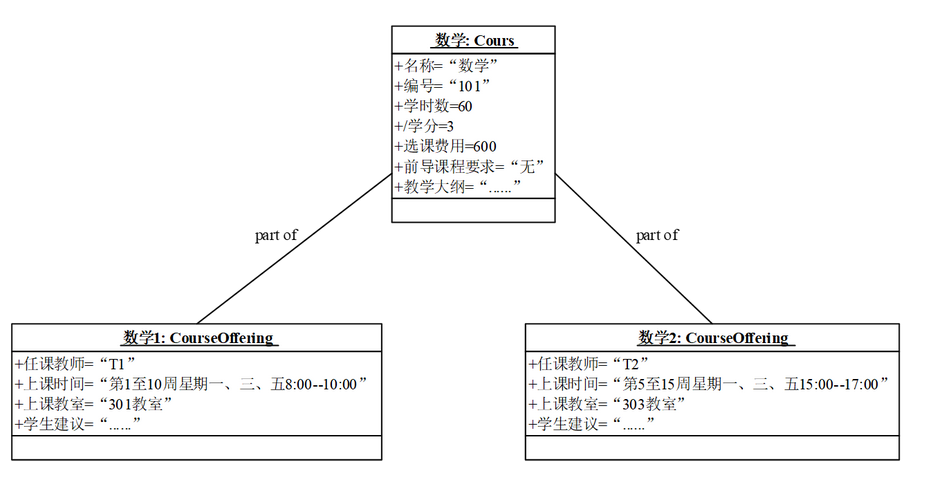 数学: Cours
+名称=“数学”
+编号=“101”
+学时数=60
+/学分=3
+选课费用=600
+前导课程要求=“无”
+教学大纲=“......”
part of
part of
数学1: CourseOffering
+任课教师=“T1”
+上课时间=“第1至10周星期一、三、五8:00--10:00”
+上课教室=“301教室”
+学生建议=“......”
数学2: CourseOffering
+任课教师=“T2”
+上课时间=“第5至15周星期一、三、五15:00--17:00”
+上课教室=“303教室”
+学生建议=“......”